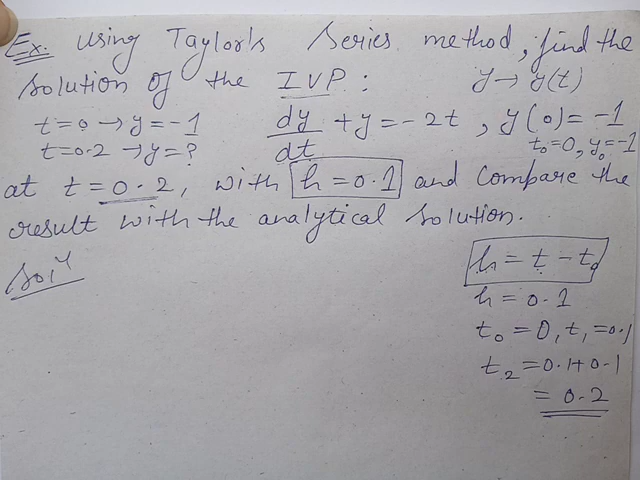 Ex. Using Taylor's Series method, find the
solution of the IVP: y → y(t)
t=0 → y=-1 dy/dt + y = -2t, y(0) = -1
t=0.2 → y=? t₀=0, y₀=-1
at t = 0.2, with h = 0.1 and compare the
result with the analytical solution.
Solⁿ
h = t - t₀
h = 0.1
t₀ = 0, t₁ = 0.1
t₂ = 0.1+0.1
= 0.2